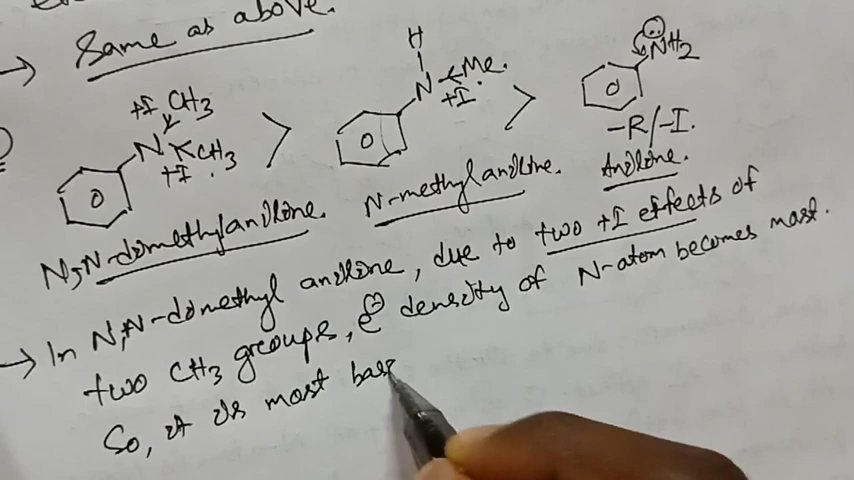 → Same as above.
+I CH3 H
N CH3 > N Me. > NH2
+I +I. -R/-I.
N,N-dimethylaniline. N-methylaniline. Aniline.
→ In N,N-dimethyl aniline, due to two +I effects of
two CH3 groups, e⊖ density of N-atom becomes most.
So, it is most bas